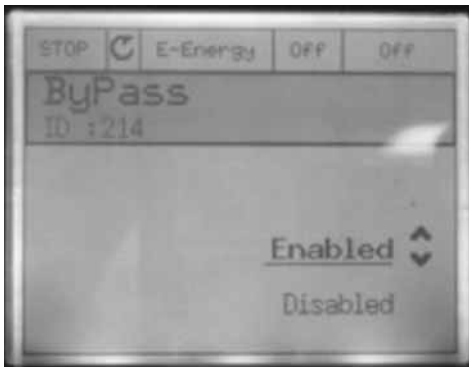 STOP E-Energy Off Off
ByPass
ID :214
Enabled
Disabled